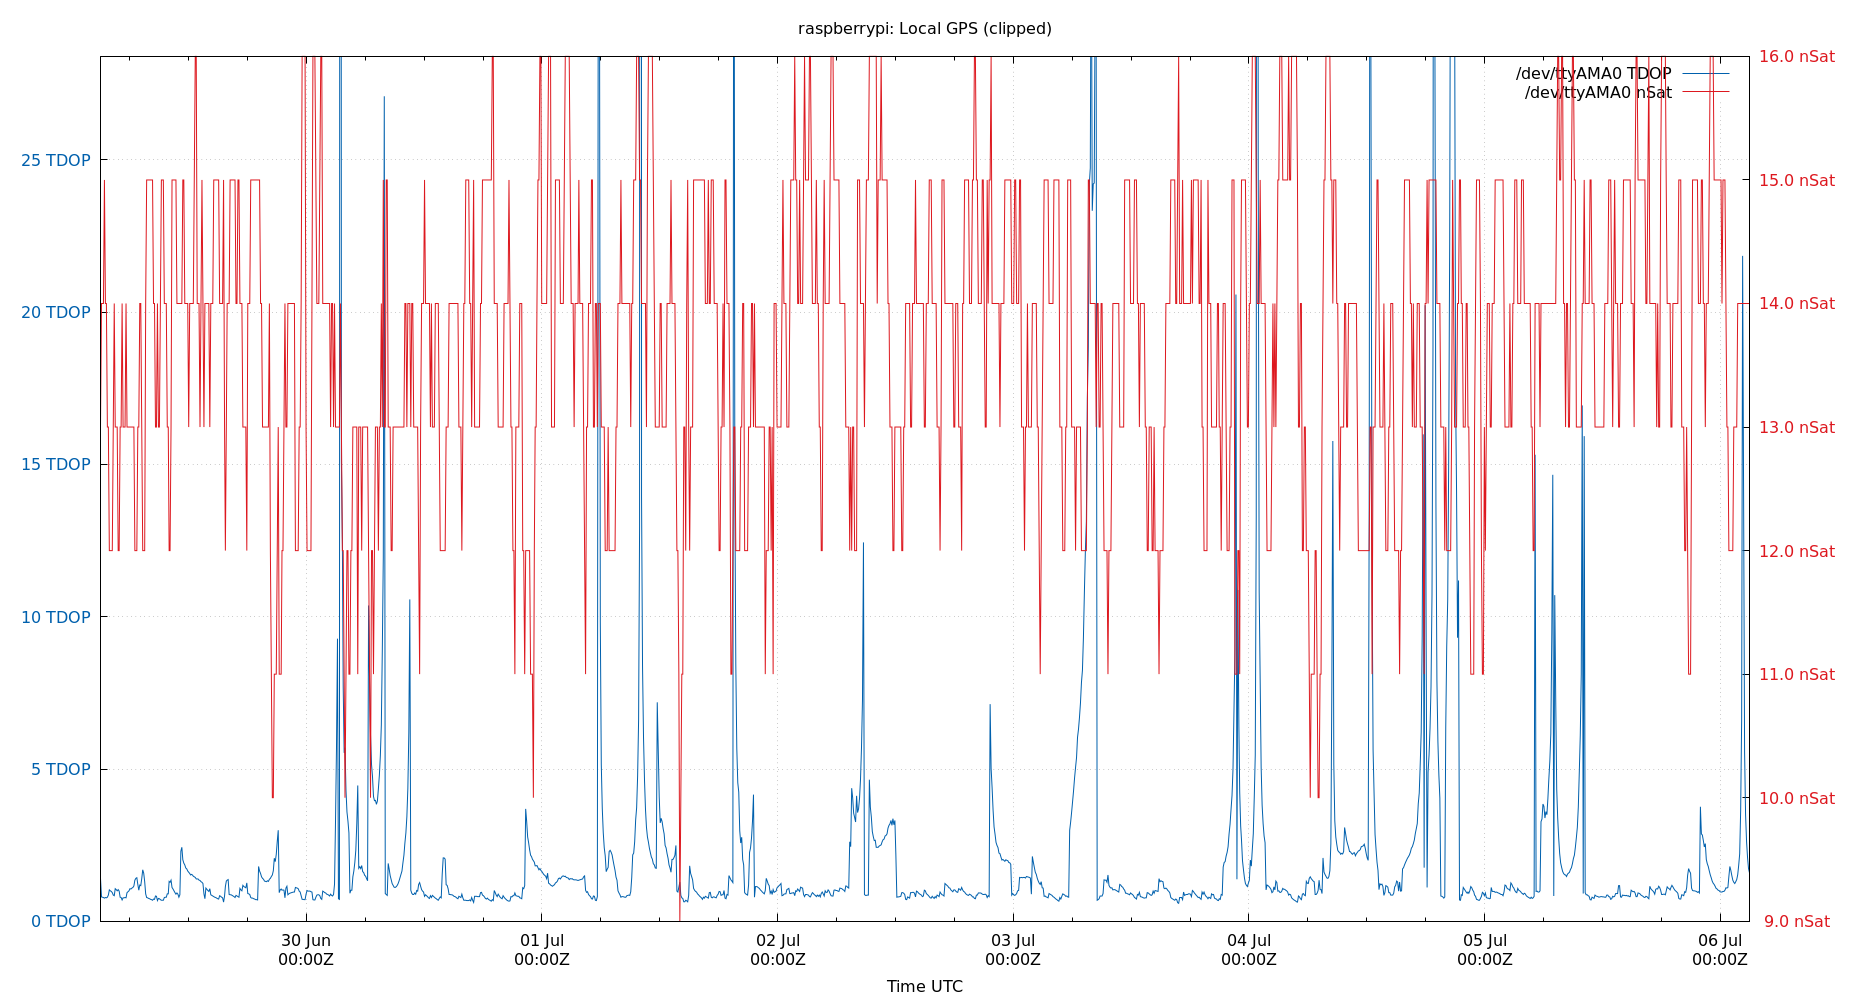 raspberrypi: Local GPS (clipped)
/dev/ttyAMA0 TDOP
/dev/ttyAMA0 nSat
25 TDOP
20 TDOP
15 TDOP
10 TDOP
5 TDOP
0 TDOP
16.0 nSat
15.0 nSat
14.0 nSat
13.0 nSat
12.0 nSat
11.0 nSat
10.0 nSat
9.0 nSat
30 Jun
00:00Z
01 Jul
00:00Z
02 Jul
00:00Z
03 Jul
00:00Z
04 Jul
00:00Z
05 Jul
00:00Z
06 Jul
00:00Z
Time UTC